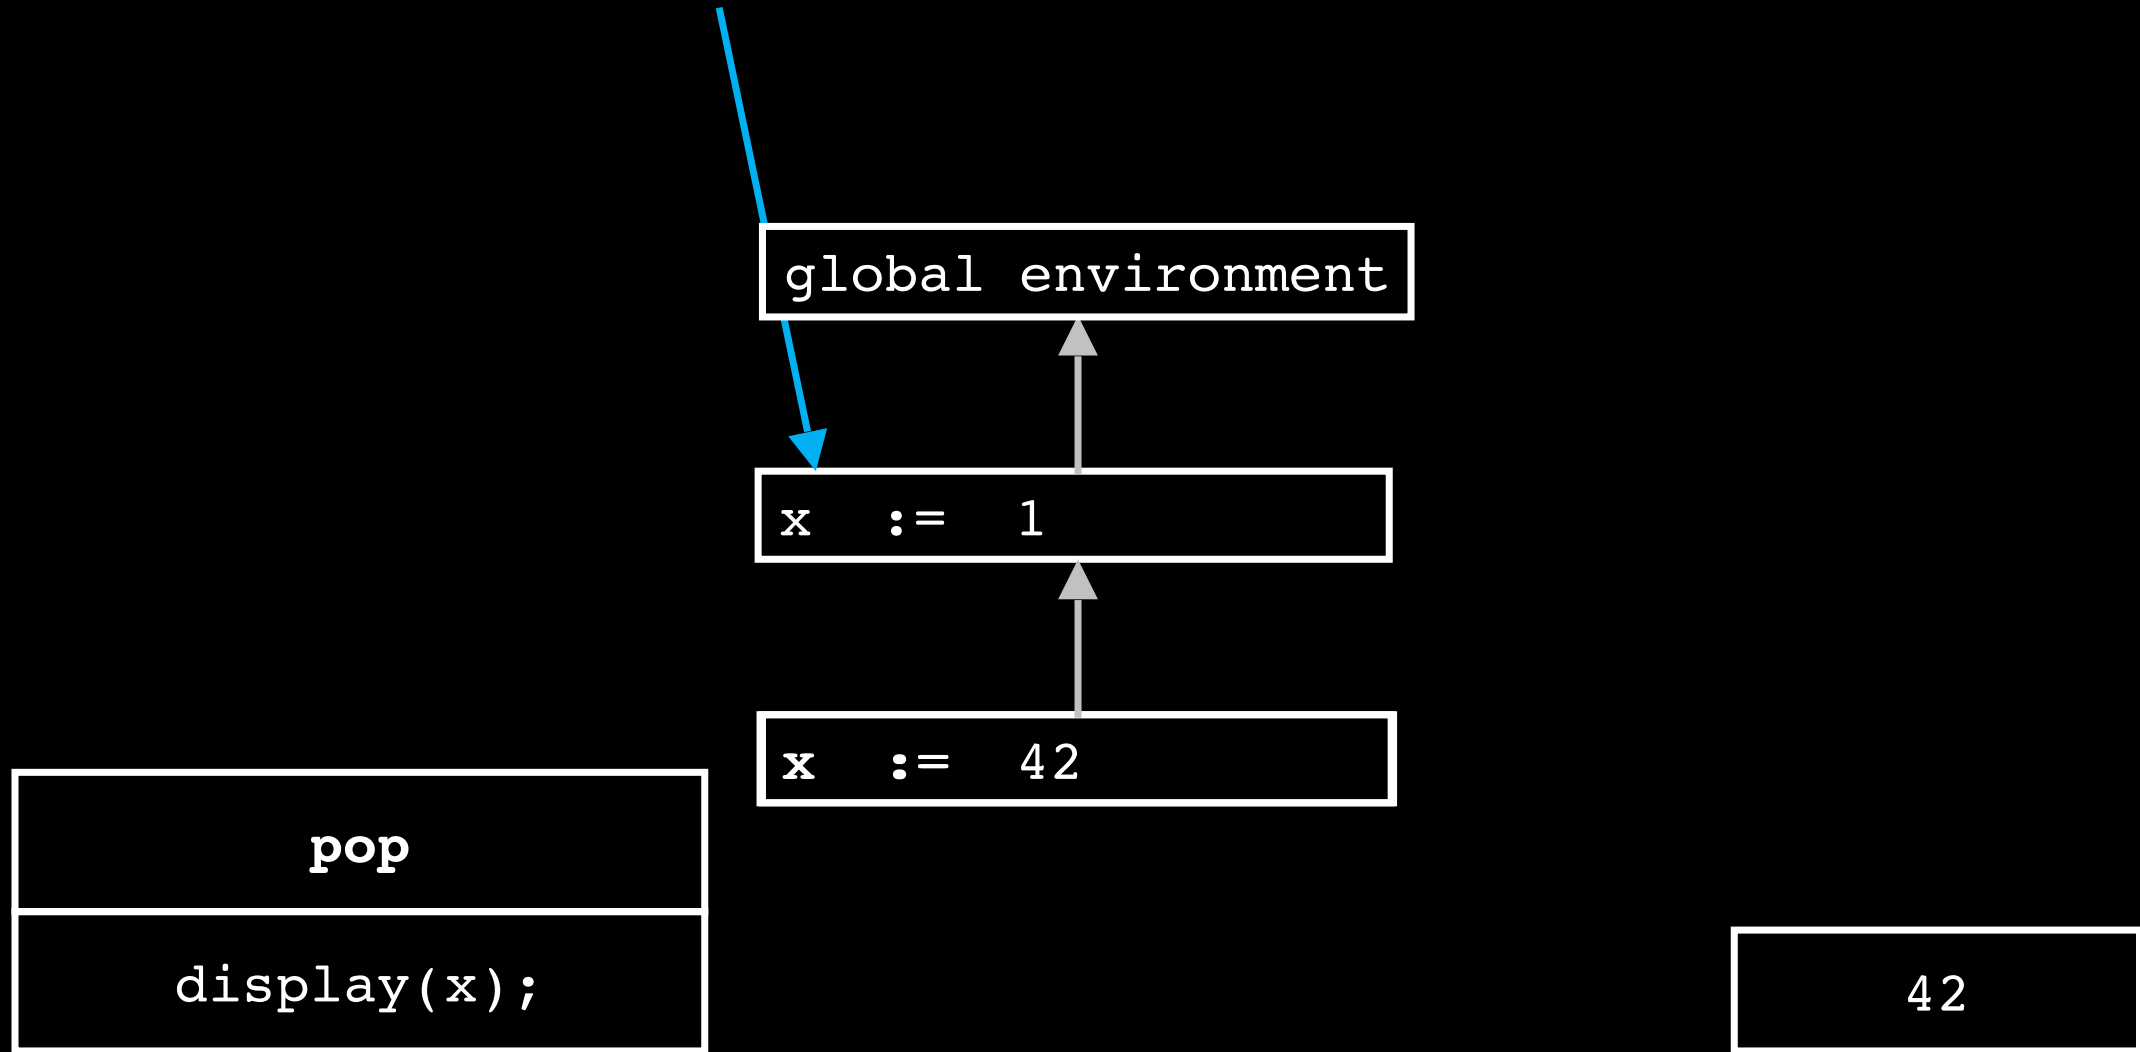 global environment
x := 1
x := 42
pop
display(x);
42